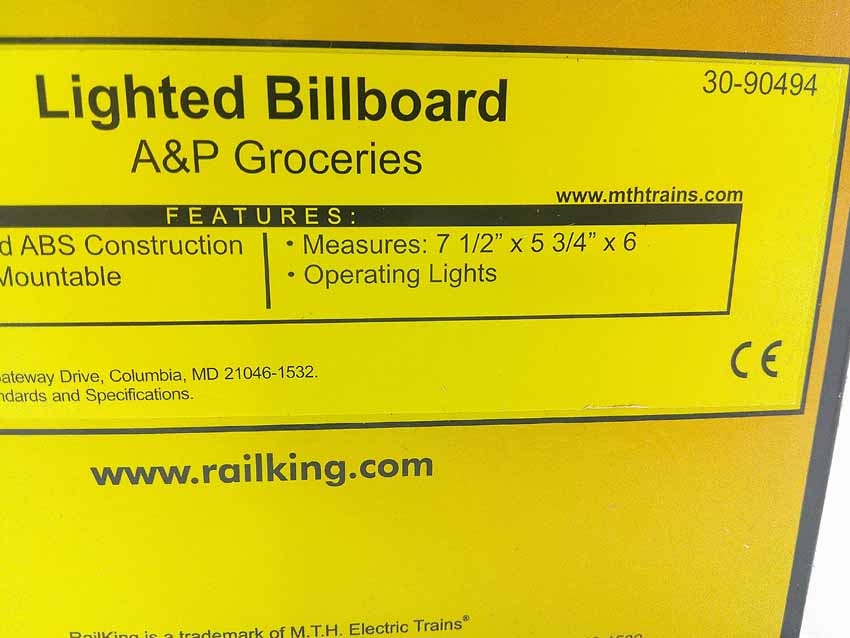 Lighted Billboard
30-90494
A&P Groceries
www.mthtrains.com
FEATURES:
d ABS Construction
Mountable
• Measures: 7 1/2” x 5 3/4” x 6
• Operating Lights
ateway Drive, Columbia, MD 21046-1532.
ndards and Specifications.
CE
www.railking.com
RailKing is a trademark of M.T.H. Electric Trains®